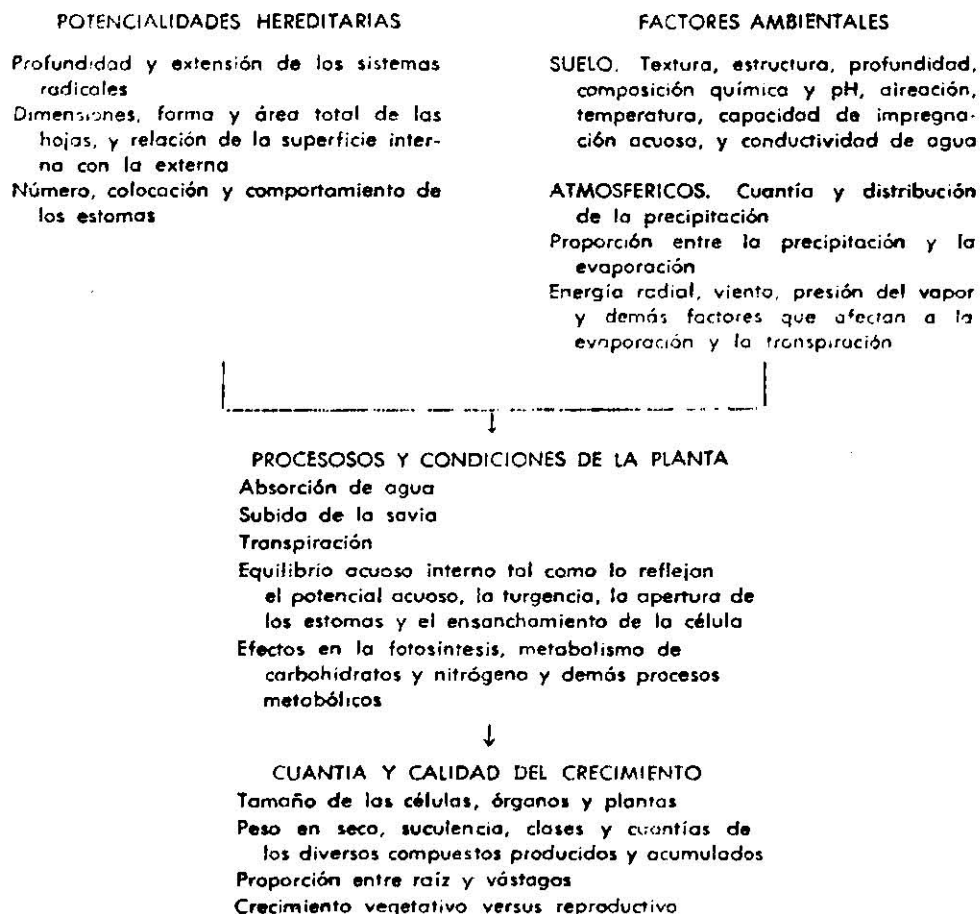 POTENCIALIDADES HEREDITARIAS
Profundidad y extensión de los sistemas
radicales
Dimensiones, forma y área total de las
hojas, y relación de la superficie inter-
na con la externa
Número, colocación y comportamiento de
los estomas
FACTORES AMBIENTALES
SUELO. Textura, estructura, profundidad,
composición química y pH, aireación,
temperatura, capacidad de impregna-
ción acuosa, y conductividad de agua
ATMOSFERICOS. Cuantía y distribución
de la precipitación
Proporción entre la precipitación y la
evaporación
Energía radial, viento, presión del vapor
y demás factores que afectan a la
evaporación y la transpiración
PROCESOSOS Y CONDICIONES DE LA PLANTA
Absorción de agua
Subida de la savia
Transpiración
Equilibrio acuoso interno tal como lo reflejan
el potencial acuoso, la turgencia, la apertura de
los estomas y el ensanchamiento de la célula
Efectos en la fotosíntesis, metabolismo de
carbohidratos y nitrógeno y demás procesos
metabólicos
CUANTIA Y CALIDAD DEL CRECIMIENTO
Tamaño de las células, órganos y plantas
Peso en seco, suculencia, clases y cuantías de
los diversos compuestos producidos y acumulados
Proporción entre raíz y vástagos
Crecimiento vegetativo versus reproductivo